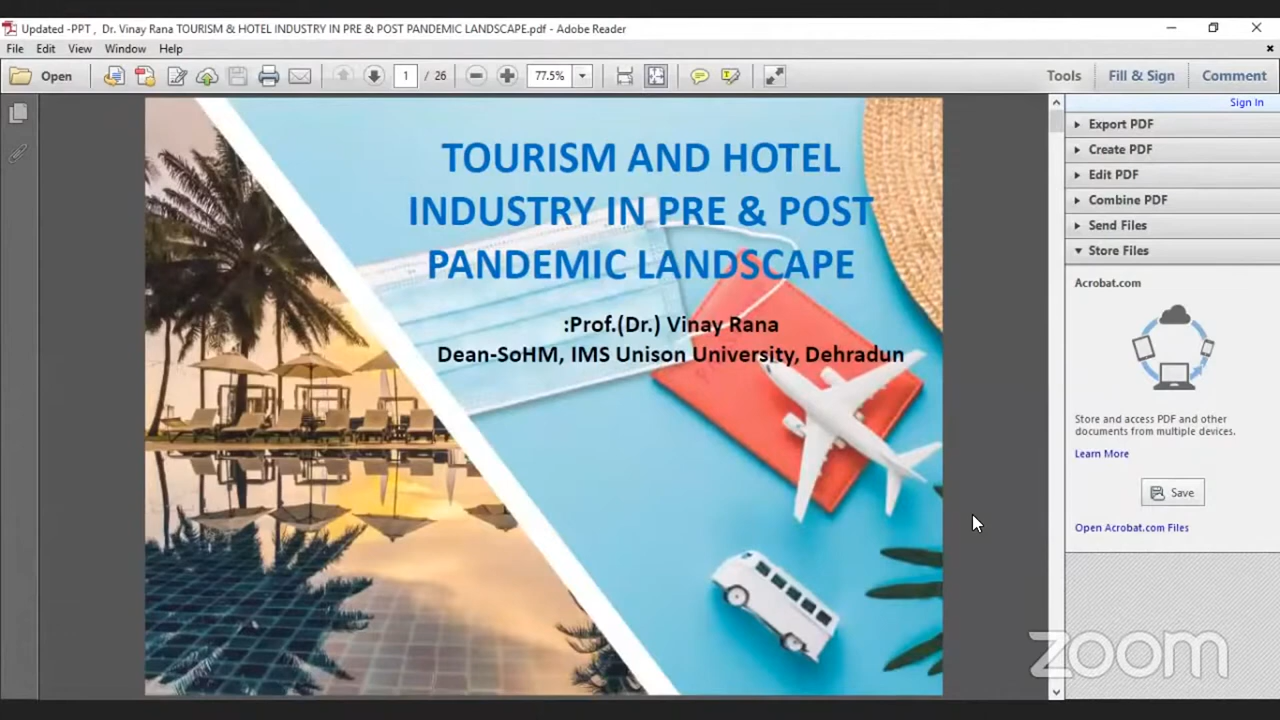 Updated -PPT , Dr. Vinay Rana TOURISM & HOTEL INDUSTRY IN PRE & POST PANDEMIC LANDSCAPE.pdf - Adobe Reader
File Edit View Window Help
Open 1 / 26 77.5% Tools Fill & Sign Comment
Sign In
TOURISM AND HOTEL
INDUSTRY IN PRE & POST
PANDEMIC LANDSCAPE
:Prof.(Dr.) Vinay Rana
Dean-SoHM, IMS Unison University, Dehradun
Export PDF
Create PDF
Edit PDF
Combine PDF
Send Files
Store Files
Acrobat.com
Store and access PDF and other
documents from multiple devices.
Learn More
Save
Open Acrobat.com Files
zoom